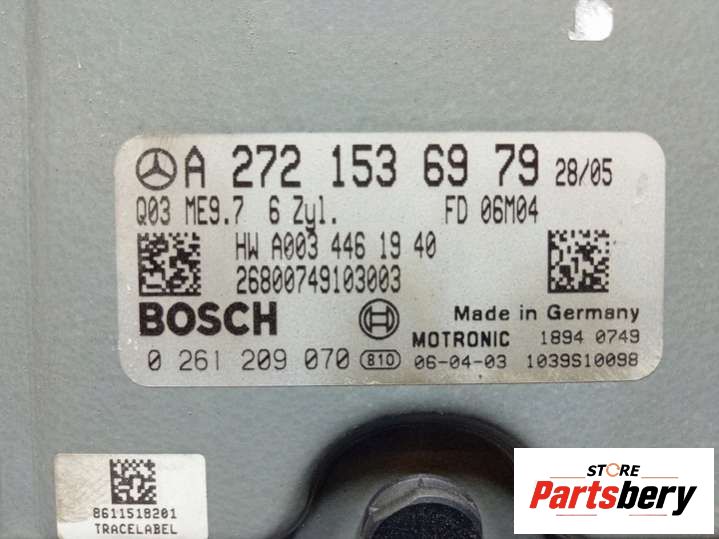 A 272 153 69 79 28/05
Q03 ME9.7 6 Zyl. FD 06M04
HW A003 446 19 40
26800749103003
BOSCH Made in Germany
MOTRONIC 1894 0749
0 261 209 070 810 06-04-03 1039S10098
8611518201
TRACELABEL
STORE
Partsbery